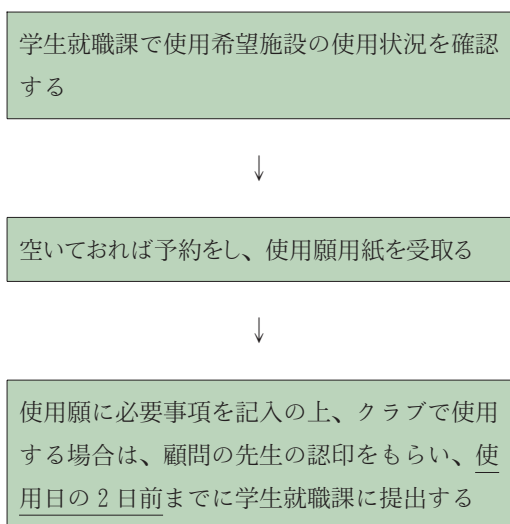 学生就職課で使用希望施設の使用状況を確認
する
↓
空いておれば予約をし、使用願用紙を受取る
↓
使用願に必要事項を記入の上、クラブで使用
する場合は、顧問の先生の認印をもらい、使
用日の２日前までに学生就職課に提出する